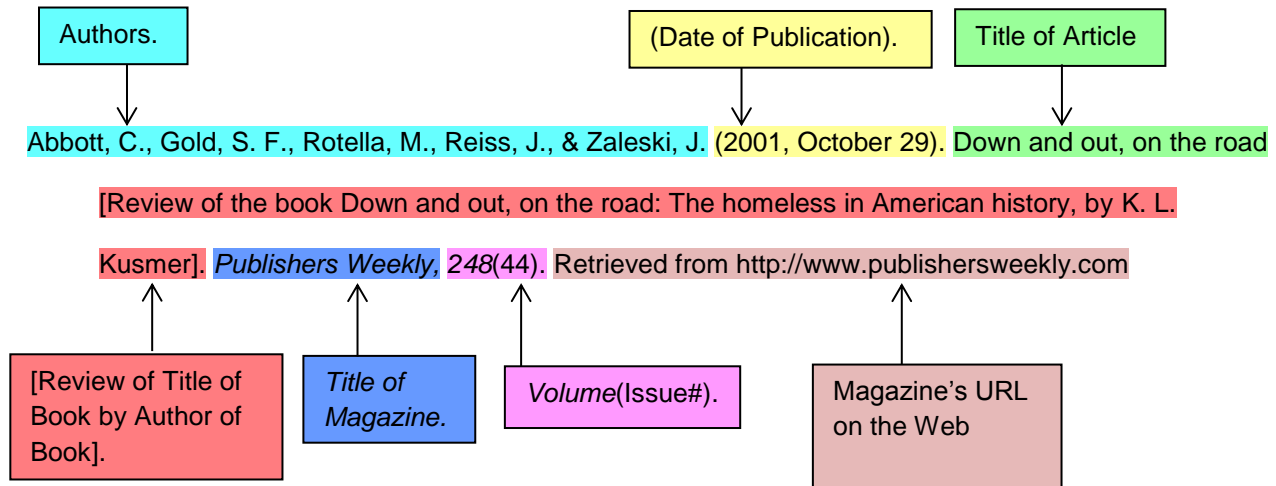 Authors.
(Date of Publication).
Title of Article
Abbott, C., Gold, S. F., Rotella, M., Reiss, J., & Zaleski, J. (2001, October 29). Down and out, on the road
[Review of the book Down and out, on the road: The homeless in American history, by K. L.
Kusmer]. Publishers Weekly, 248(44). Retrieved from http://www.publishersweekly.com
[Review of Title of
Book by Author of
Book].
Title of
Magazine.
Volume(Issue#).
Magazine’s URL
on the Web